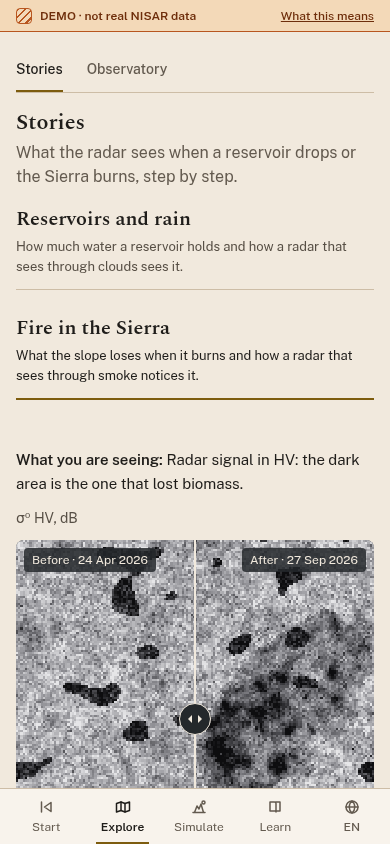 DEMO · not real NISAR data
What this means
Stories
Observatory
Stories
What the radar sees when a reservoir drops or
the Sierra burns, step by step.
Reservoirs and rain
How much water a reservoir holds and how a radar that
sees through clouds sees it.
Fire in the Sierra
What the slope loses when it burns and how a radar that
sees through smoke notices it.
What you are seeing: Radar signal in HV: the dark
area is the one that lost biomass.
σ⁰ HV, dB
Before · 24 Apr 2026
After · 27 Sep 2026
Start
Explore
Simulate
Learn
EN